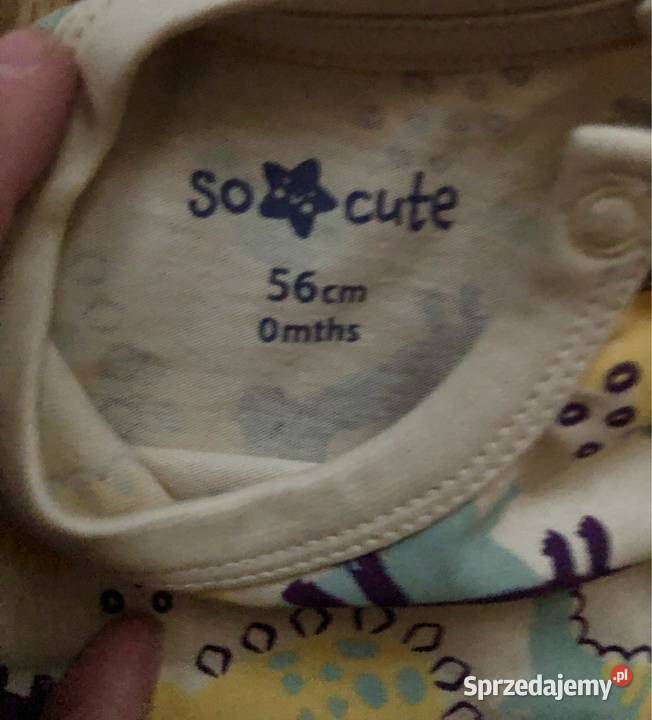 so cute
56cm
0mths
Sprzedajemy.pl